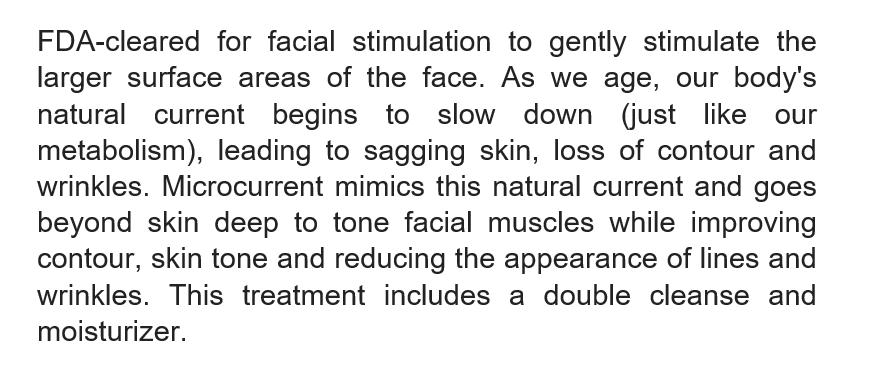 FDA-cleared for facial stimulation to gently stimulate the
larger surface areas of the face. As we age, our body's
natural current begins to slow down (just like our
metabolism), leading to sagging skin, loss of contour and
wrinkles. Microcurrent mimics this natural current and goes
beyond skin deep to tone facial muscles while improving
contour, skin tone and reducing the appearance of lines and
wrinkles. This treatment includes a double cleanse and
moisturizer.